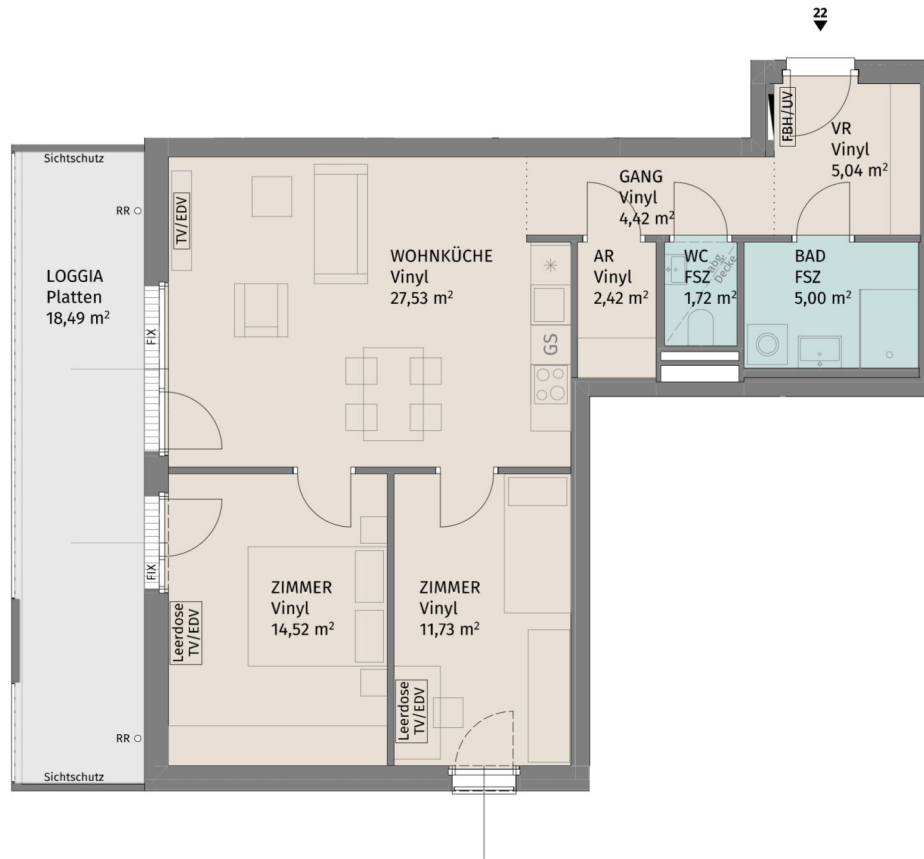 22
FBH/UV
VR
Vinyl
5,04 m²
Sichtschutz
RR
LOGGIA
Platten
18,49 m²
TV/EDV
FIX
WOHNKÜCHE
Vinyl
27,53 m²
GS
GANG
Vinyl
4,42 m²
AR
Vinyl
2,42 m²
WC
FSZ
1,72 m²
abg.
Decke
BAD
FSZ
5,00 m²
FIX
ZIMMER
Vinyl
14,52 m²
Leerdose
TV/EDV
ZIMMER
Vinyl
11,73 m²
Leerdose
TV/EDV
RR
Sichtschutz